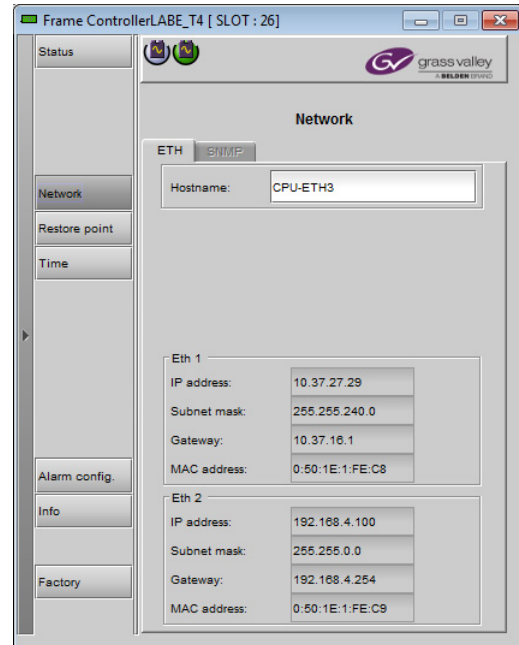 Frame ControllerLABE_T4 [ SLOT : 26]
Status
grass valley
A BELDEN BRAND
Network
ETH SNMP
Hostname: CPU-ETH3
Network
Restore point
Time
Eth 1
IP address: 10.37.27.29
Subnet mask: 255.255.240.0
Gateway: 10.37.16.1
MAC address: 0:50:1E:1:FE:C8
Alarm config.
Info
Eth 2
IP address: 192.168.4.100
Subnet mask: 255.255.0.0
Gateway: 192.168.4.254
MAC address: 0:50:1E:1:FE:C9
Factory